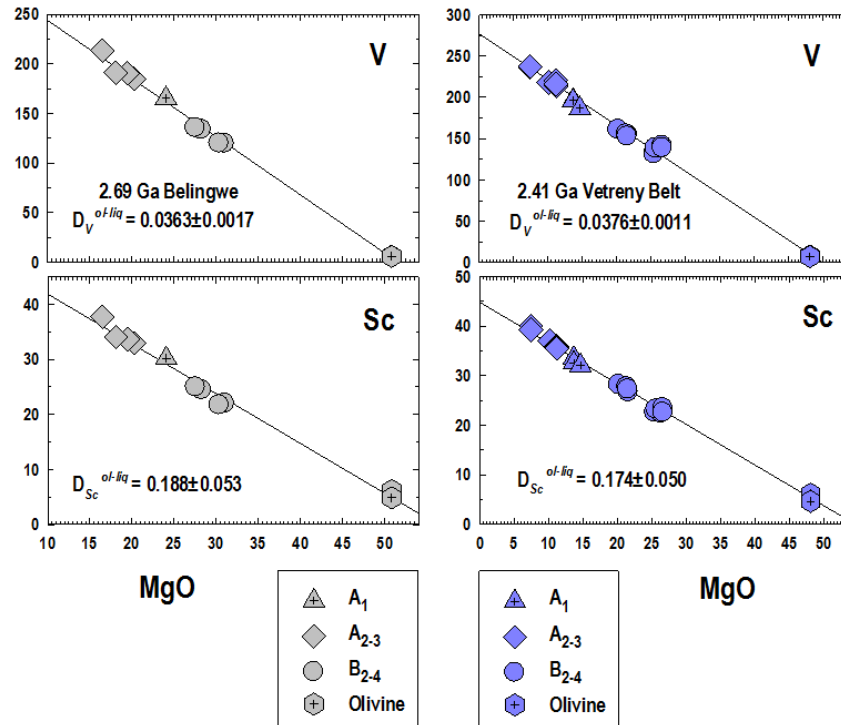 250
200
150
100
50
0
V
2.69 Ga Belingwe
D_V^ol-liq = 0.0363±0.0017
300
250
200
150
100
50
0
V
2.41 Ga Vetreny Belt
D_V^ol-liq = 0.0376±0.0011
40
30
20
10
0
Sc
D_Sc^ol-liq = 0.188±0.053
10 15 20 25 30 35 40 45 50
MgO
50
40
30
20
10
0
Sc
D_Sc^ol-liq = 0.174±0.050
0 5 10 15 20 25 30 35 40 45 50
MgO
A1
A2-3
B2-4
Olivine
A1
A2-3
B2-4
Olivine